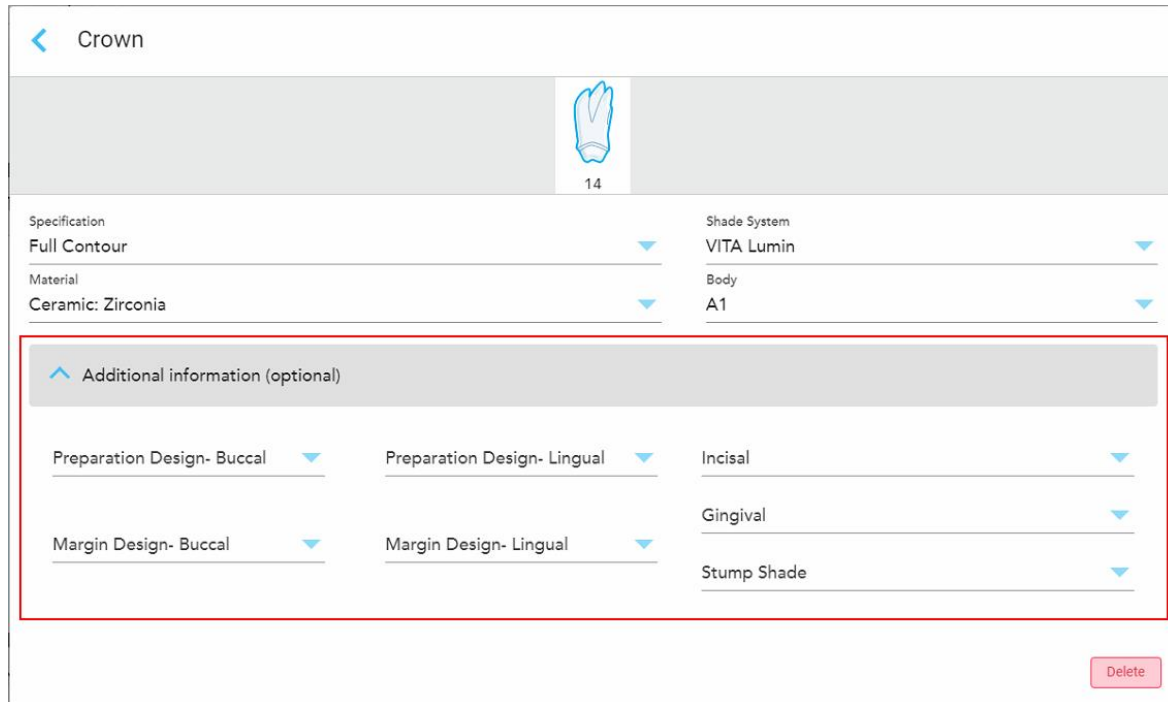 Crown
14
Specification
Full Contour
Shade System
VITA Lumin
Material
Ceramic: Zirconia
Body
A1
Additional information (optional)
Preparation Design- Buccal
Preparation Design- Lingual
Incisal
Gingival
Margin Design- Buccal
Margin Design- Lingual
Stump Shade
Delete